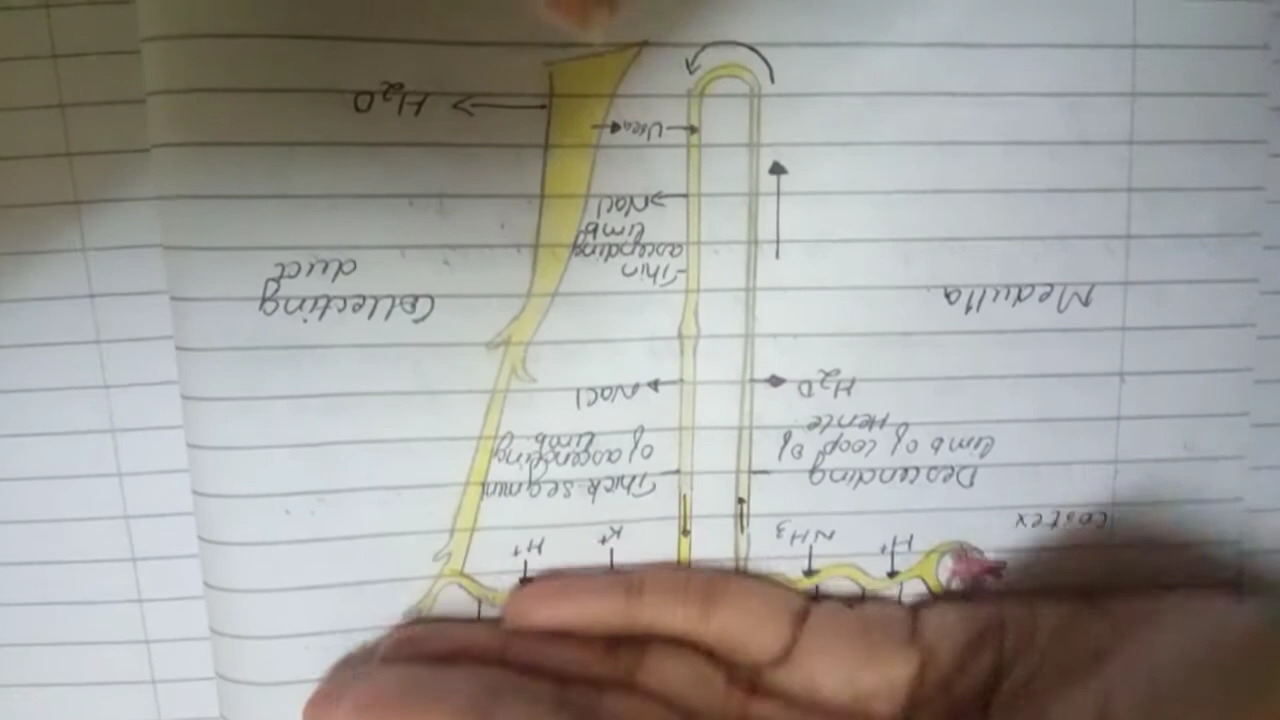 H⁺
NH₃
K⁺
H⁺
Cortex
Descending
limb of loop of
Henle
Thick segmin
of ascending
limb
H₂O
NaCl
Medulla
Collecting
duct
Thin
ascending
limb
NaCl
Urea
H₂O